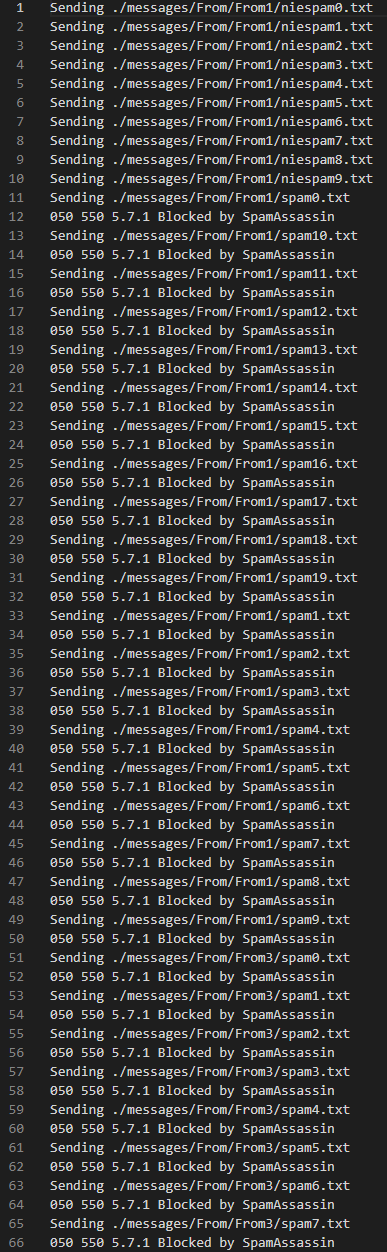 1 Sending ./messages/From/From1/niespam0.txt
2 Sending ./messages/From/From1/niespam1.txt
3 Sending ./messages/From/From1/niespam2.txt
4 Sending ./messages/From/From1/niespam3.txt
5 Sending ./messages/From/From1/niespam4.txt
6 Sending ./messages/From/From1/niespam5.txt
7 Sending ./messages/From/From1/niespam6.txt
8 Sending ./messages/From/From1/niespam7.txt
9 Sending ./messages/From/From1/niespam8.txt
10 Sending ./messages/From/From1/niespam9.txt
11 Sending ./messages/From/From1/spam0.txt
12 050 550 5.7.1 Blocked by SpamAssassin
13 Sending ./messages/From/From1/spam10.txt
14 050 550 5.7.1 Blocked by SpamAssassin
15 Sending ./messages/From/From1/spam11.txt
16 050 550 5.7.1 Blocked by SpamAssassin
17 Sending ./messages/From/From1/spam12.txt
18 050 550 5.7.1 Blocked by SpamAssassin
19 Sending ./messages/From/From1/spam13.txt
20 050 550 5.7.1 Blocked by SpamAssassin
21 Sending ./messages/From/From1/spam14.txt
22 050 550 5.7.1 Blocked by SpamAssassin
23 Sending ./messages/From/From1/spam15.txt
24 050 550 5.7.1 Blocked by SpamAssassin
25 Sending ./messages/From/From1/spam16.txt
26 050 550 5.7.1 Blocked by SpamAssassin
27 Sending ./messages/From/From1/spam17.txt
28 050 550 5.7.1 Blocked by SpamAssassin
29 Sending ./messages/From/From1/spam18.txt
30 050 550 5.7.1 Blocked by SpamAssassin
31 Sending ./messages/From/From1/spam19.txt
32 050 550 5.7.1 Blocked by SpamAssassin
33 Sending ./messages/From/From1/spam1.txt
34 050 550 5.7.1 Blocked by SpamAssassin
35 Sending ./messages/From/From1/spam2.txt
36 050 550 5.7.1 Blocked by SpamAssassin
37 Sending ./messages/From/From1/spam3.txt
38 050 550 5.7.1 Blocked by SpamAssassin
39 Sending ./messages/From/From1/spam4.txt
40 050 550 5.7.1 Blocked by SpamAssassin
41 Sending ./messages/From/From1/spam5.txt
42 050 550 5.7.1 Blocked by SpamAssassin
43 Sending ./messages/From/From1/spam6.txt
44 050 550 5.7.1 Blocked by SpamAssassin
45 Sending ./messages/From/From1/spam7.txt
46 050 550 5.7.1 Blocked by SpamAssassin
47 Sending ./messages/From/From1/spam8.txt
48 050 550 5.7.1 Blocked by SpamAssassin
49 Sending ./messages/From/From1/spam9.txt
50 050 550 5.7.1 Blocked by SpamAssassin
51 Sending ./messages/From/From3/spam0.txt
52 050 550 5.7.1 Blocked by SpamAssassin
53 Sending ./messages/From/From3/spam1.txt
54 050 550 5.7.1 Blocked by SpamAssassin
55 Sending ./messages/From/From3/spam2.txt
56 050 550 5.7.1 Blocked by SpamAssassin
57 Sending ./messages/From/From3/spam3.txt
58 050 550 5.7.1 Blocked by SpamAssassin
59 Sending ./messages/From/From3/spam4.txt
60 050 550 5.7.1 Blocked by SpamAssassin
61 Sending ./messages/From/From3/spam5.txt
62 050 550 5.7.1 Blocked by SpamAssassin
63 Sending ./messages/From/From3/spam6.txt
64 050 550 5.7.1 Blocked by SpamAssassin
65 Sending ./messages/From/From3/spam7.txt
66 050 550 5.7.1 Blocked by SpamAssassin